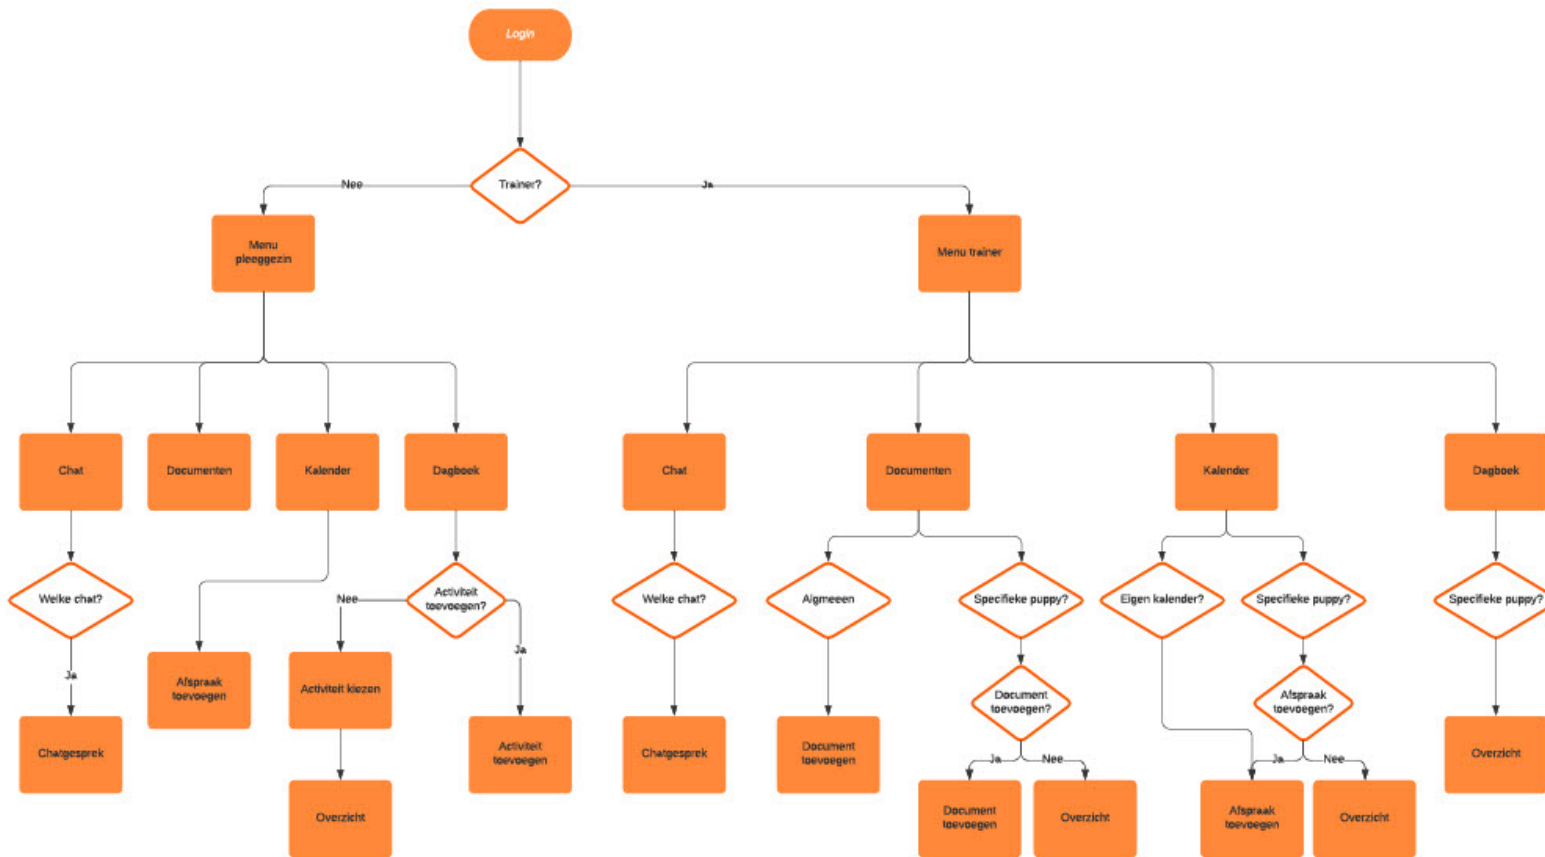 Login
Trainer?
Nee
Ja
Menu
pleeggezin
Menu trainer
Chat
Documenten
Kalender
Dagboek
Chat
Documenten
Kalender
Dagboek
Welke chat?
Nee
Activiteit
toevoegen?
Welke chat?
Algmeeen
Specifieke puppy?
Eigen kalender?
Specifieke puppy?
Specifieke puppy?
Ja
Ja
Afspraak
toevoegen
Activiteit kiezen
Document
toevoegen?
Afspraak
toevoegen?
Chatgesprek
Activiteit
toevoegen
Chatgesprek
Document
toevoegen
Overzicht
Ja
Nee
Ja
Nee
Overzicht
Document
toevoegen
Overzicht
Afspraak
toevoegen
Overzicht